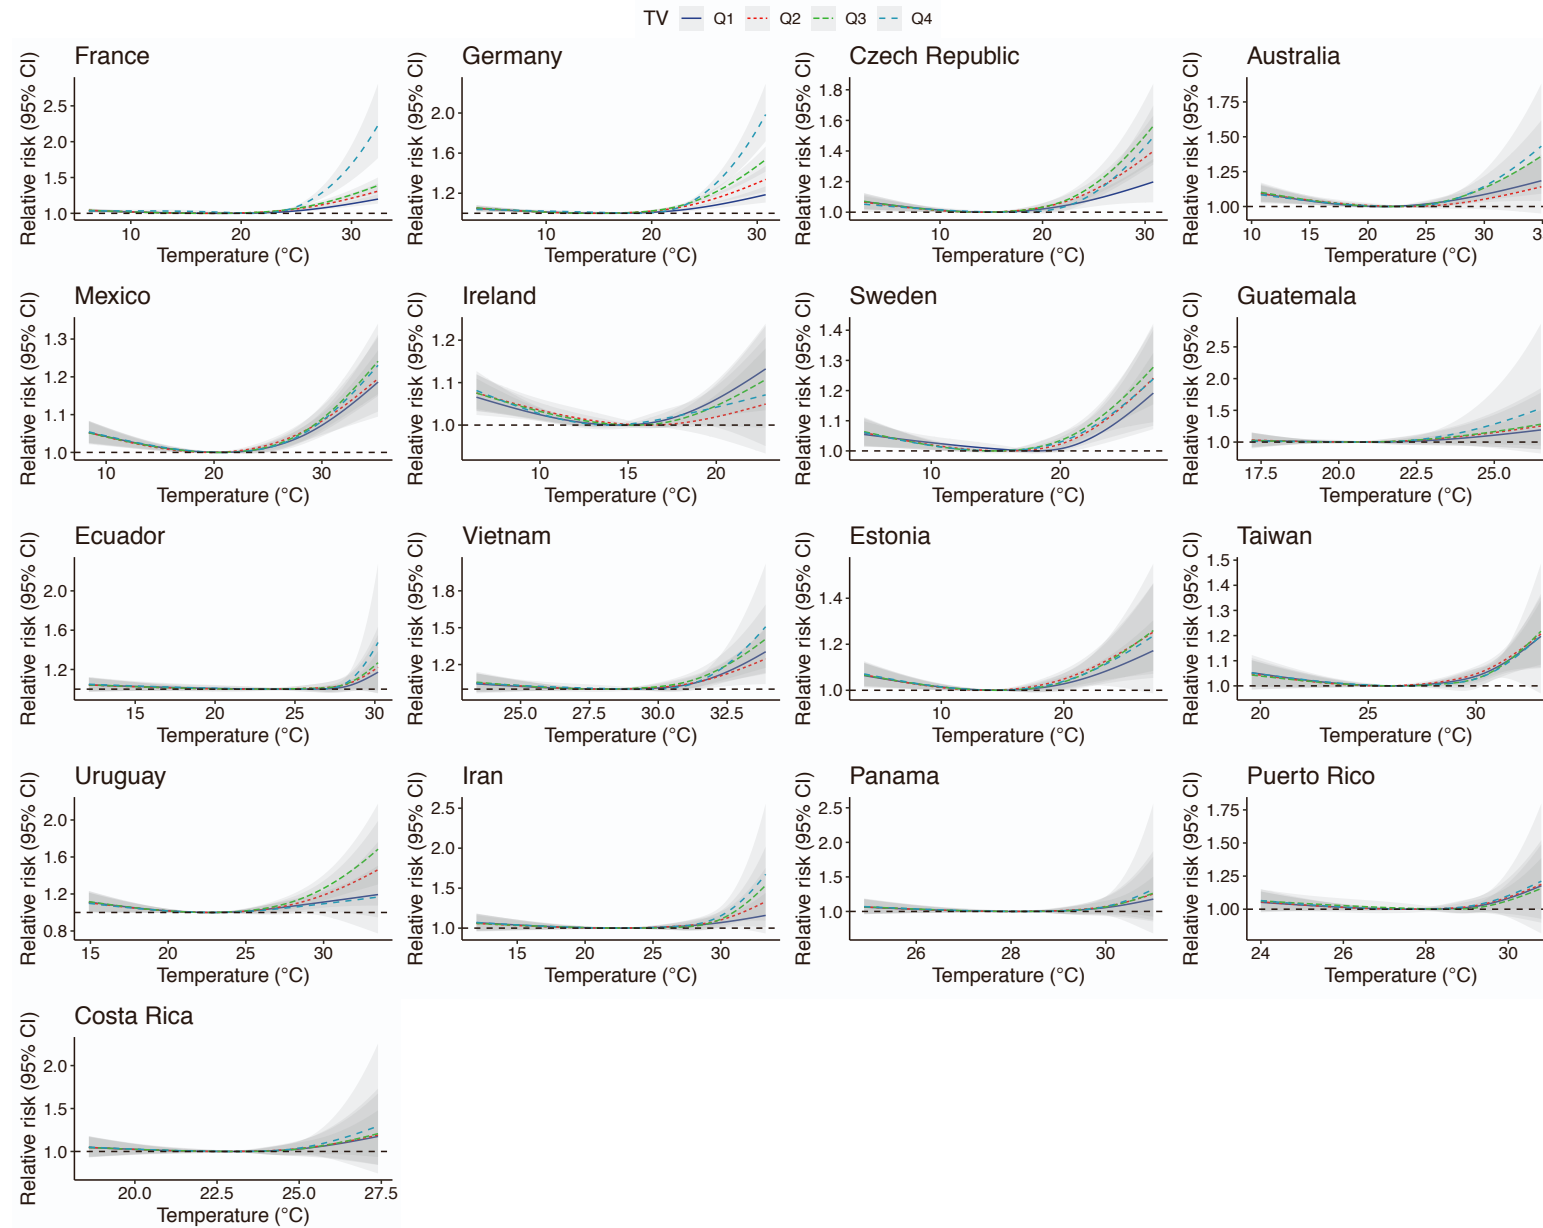 TV Q1 Q2 Q3 Q4
France
Relative risk (95% CI)
2.5
2.0
1.5
1.0
10 20 30
Temperature (°C)
Germany
Relative risk (95% CI)
2.0
1.6
1.2
10 20 30
Temperature (°C)
Czech Republic
Relative risk (95% CI)
1.8
1.6
1.4
1.2
1.0
10 20 30
Temperature (°C)
Australia
Relative risk (95% CI)
1.75
1.50
1.25
1.00
10 15 20 25 30 3
Temperature (°C)
Mexico
Relative risk (95% CI)
1.3
1.2
1.1
1.0
10 20 30
Temperature (°C)
Ireland
Relative risk (95% CI)
1.2
1.1
1.0
10 15 20
Temperature (°C)
Sweden
Relative risk (95% CI)
1.4
1.3
1.2
1.1
1.0
10 20
Temperature (°C)
Guatemala
Relative risk (95% CI)
2.5
2.0
1.5
1.0
17.5 20.0 22.5 25.0
Temperature (°C)
Ecuador
Relative risk (95% CI)
2.0
1.6
1.2
15 20 25 30
Temperature (°C)
Vietnam
Relative risk (95% CI)
1.8
1.5
1.2
25.0 27.5 30.0 32.5
Temperature (°C)
Estonia
Relative risk (95% CI)
1.4
1.2
1.0
10 20
Temperature (°C)
Taiwan
Relative risk (95% CI)
1.5
1.4
1.3
1.2
1.1
1.0
20 25 30
Temperature (°C)
Uruguay
Relative risk (95% CI)
2.0
1.6
1.2
0.8
15 20 25 30
Temperature (°C)
Iran
Relative risk (95% CI)
2.5
2.0
1.5
1.0
15 20 25 30
Temperature (°C)
Panama
Relative risk (95% CI)
2.5
2.0
1.5
1.0
26 28 30
Temperature (°C)
Puerto Rico
Relative risk (95% CI)
1.75
1.50
1.25
1.00
24 26 28 30
Temperature (°C)
Costa Rica
Relative risk (95% CI)
2.0
1.5
1.0
20.0 22.5 25.0 27.5
Temperature (°C)